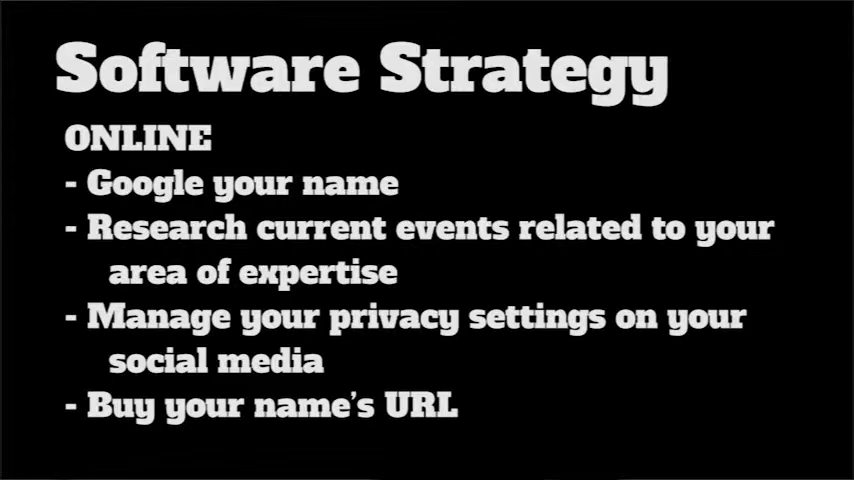 Software Strategy
ONLINE
- Google your name
- Research current events related to your
area of expertise
- Manage your privacy settings on your
social media
- Buy your name’s URL